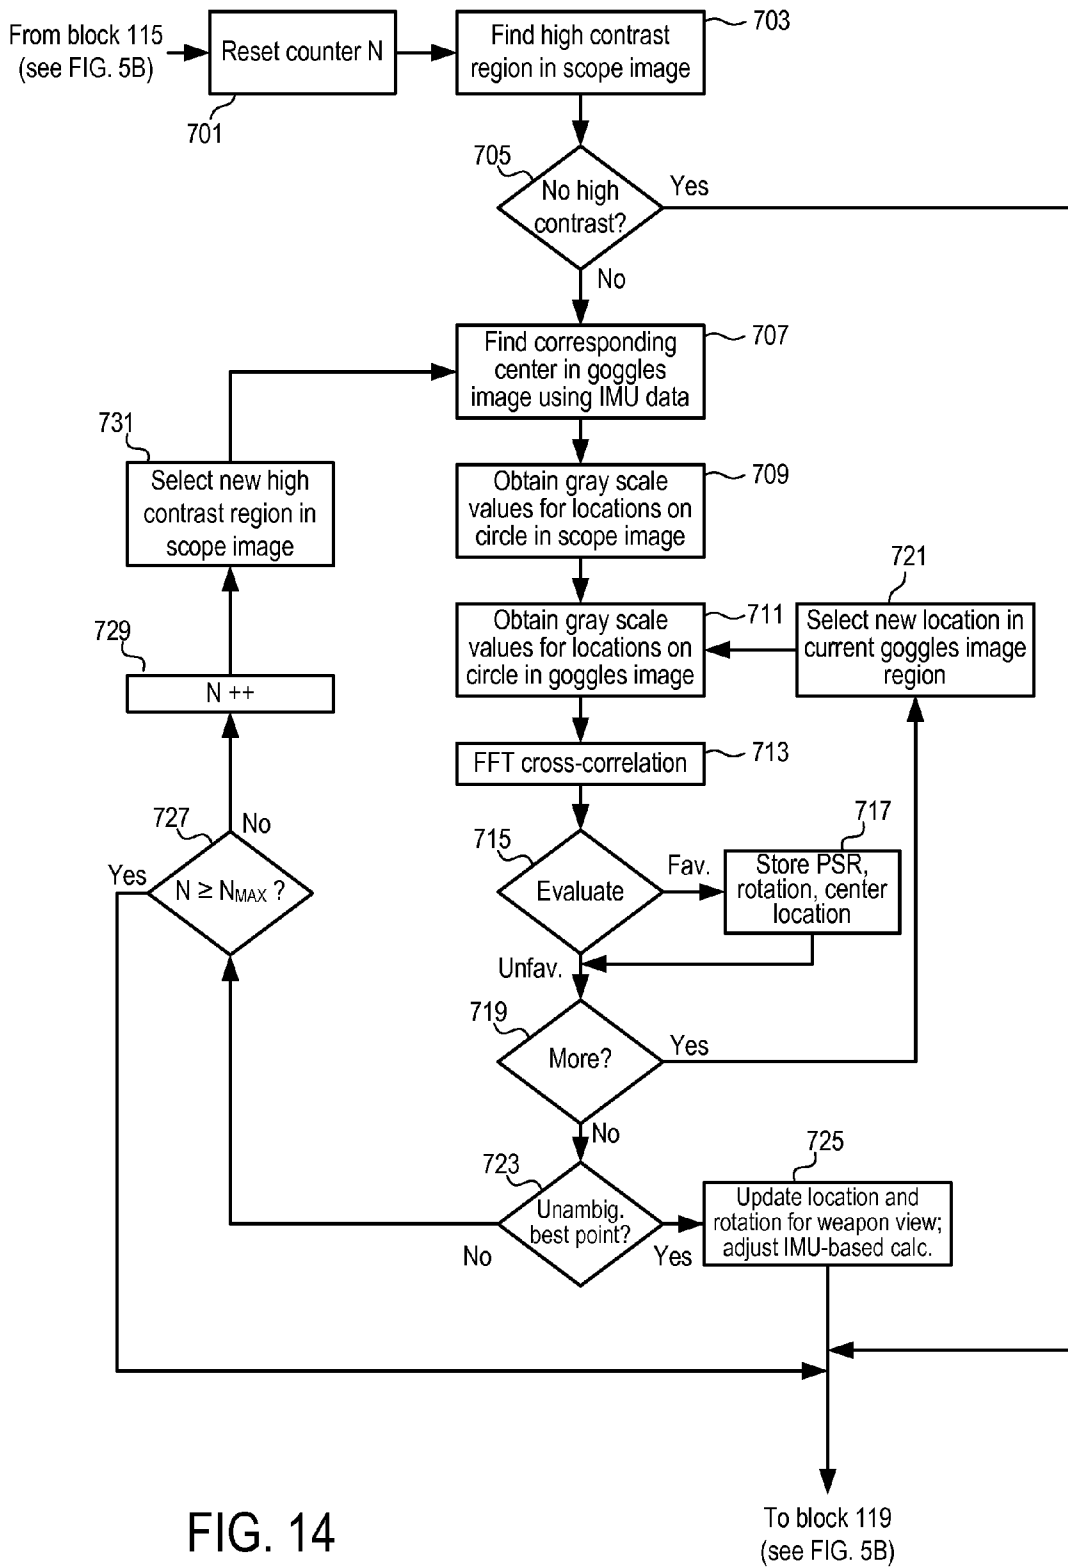 From block 115
(see FIG. 5B)
Reset counter N
701
Find high contrast
region in scope image
703
705
No high
contrast?
Yes
No
Find corresponding
center in goggles
image using IMU data
707
731
Select new high
contrast region in
scope image
Obtain gray scale
values for locations on
circle in scope image
709
721
Select new location in
current goggles image
region
Obtain gray scale
values for locations on
circle in goggles image
711
729
N ++
FFT cross-correlation
713
727
No
Yes
N ≥ NMAX ?
715
Evaluate
Fav.
717
Store PSR,
rotation, center
location
Unfav.
719
More?
Yes
No
723
Unambig.
best point?
No
Yes
725
Update location and
rotation for weapon view;
adjust IMU-based calc.
To block 119
(see FIG. 5B)
FIG. 14